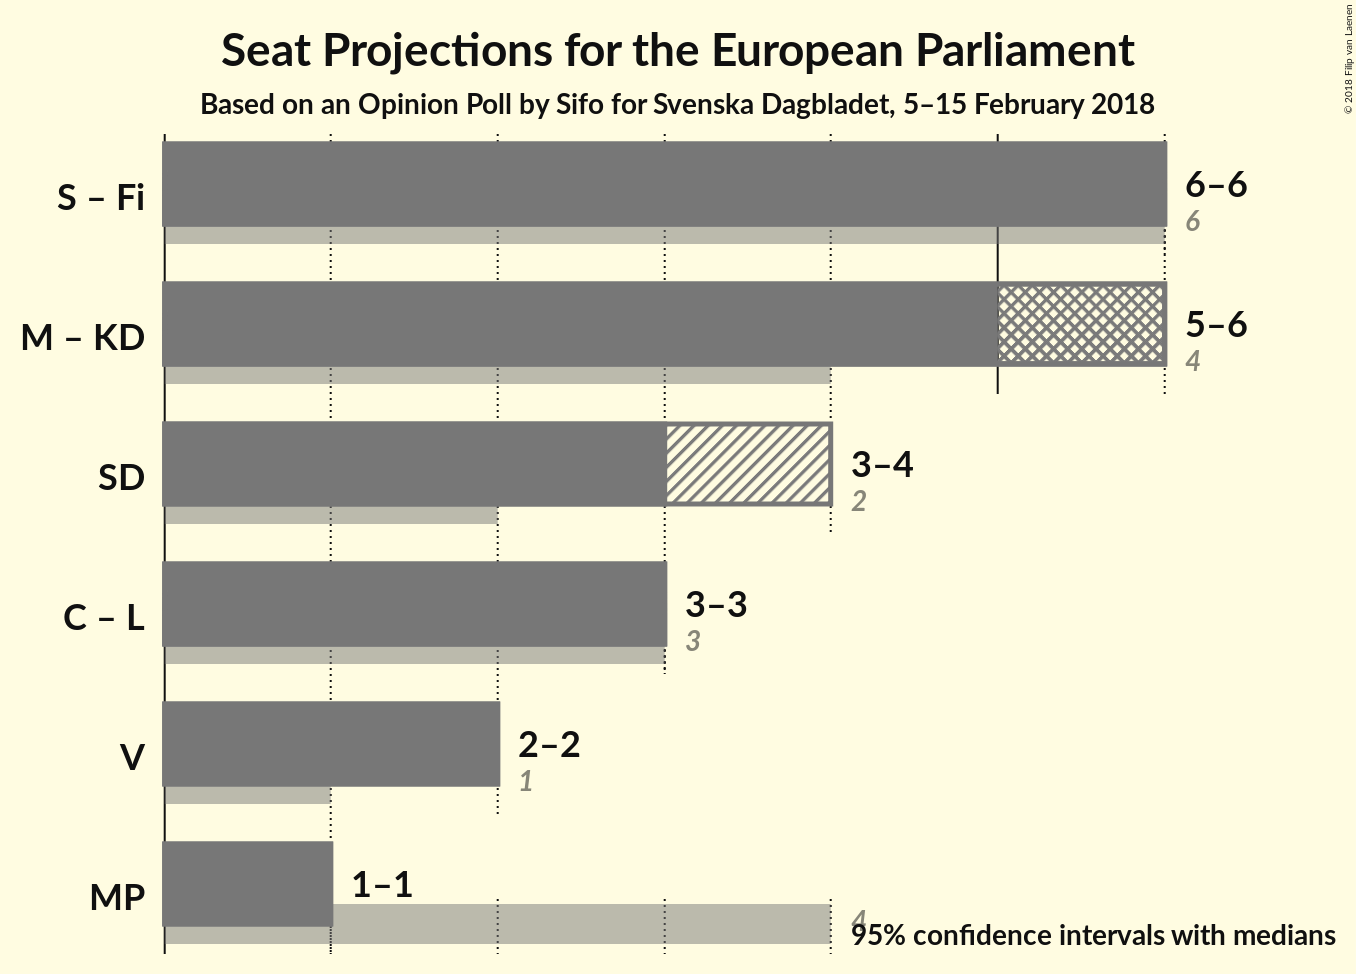 Seat Projections for the European Parliament
Based on an Opinion Poll by Sifo for Svenska Dagbladet, 5–15 February 2018
© 2018 Filip van Laenen
S – Fi
6–6
6
M – KD
5–6
4
SD
3–4
2
C – L
3–3
3
V
2–2
1
MP
1–1
4
95% confidence intervals with medians